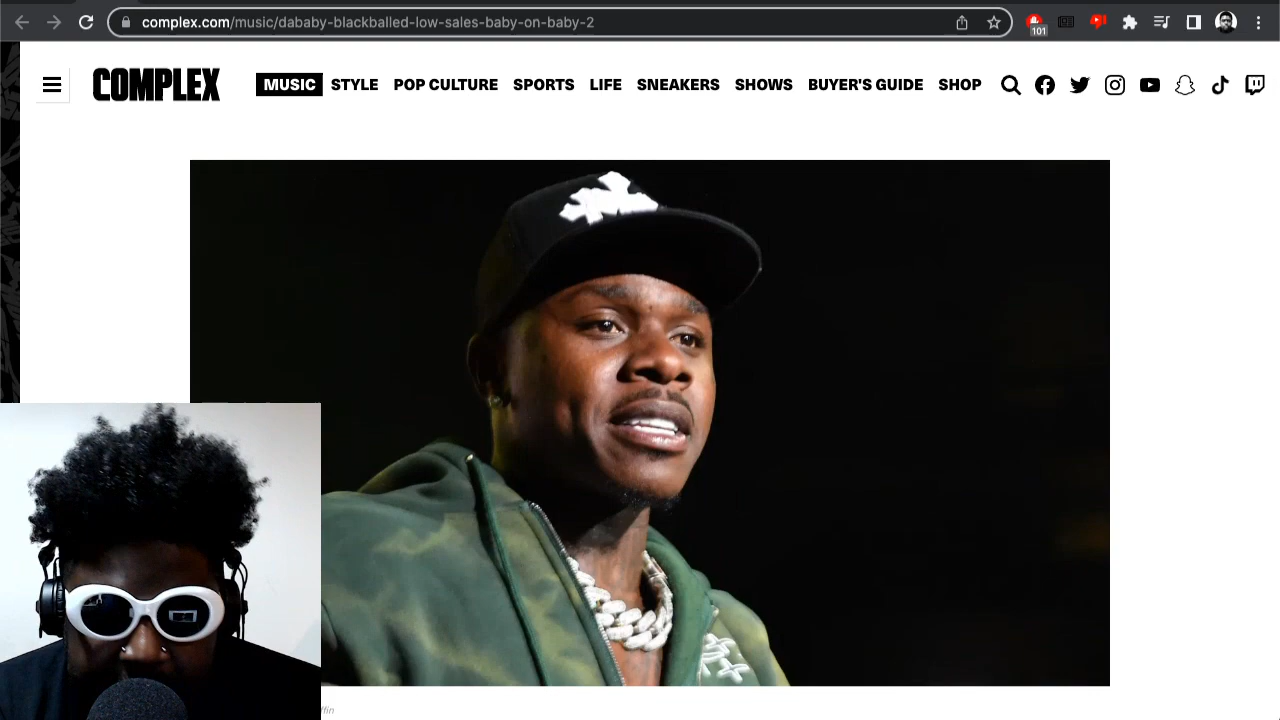 complex.com/music/dababy-blackballed-low-sales-baby-on-baby-2
101
COMPLEX
MUSIC STYLE POP CULTURE SPORTS LIFE SNEAKERS SHOWS BUYER'S GUIDE SHOP
ffin